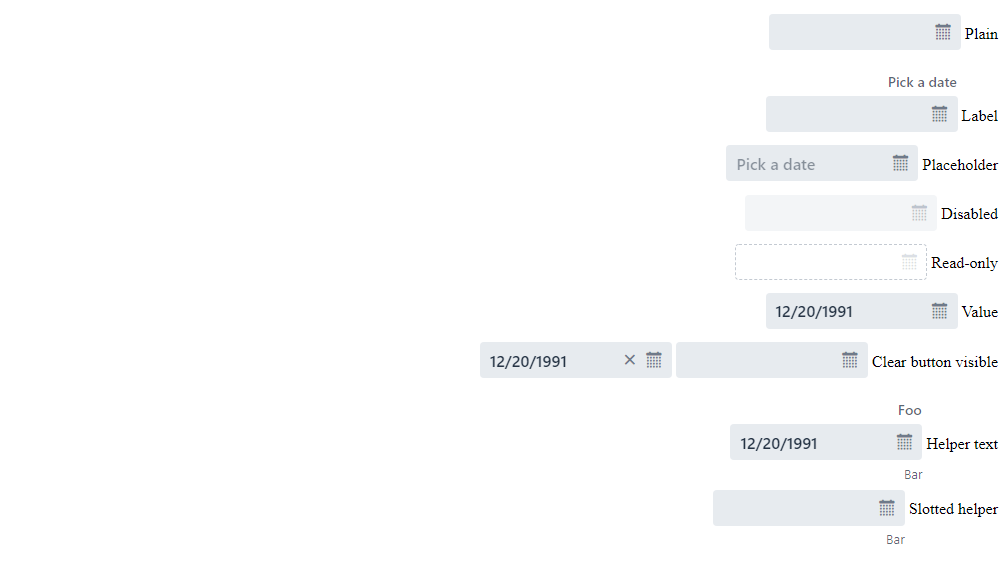 Plain
Pick a date
Label
Pick a date Placeholder
Disabled
Read-only
12/20/1991 Value
12/20/1991 Clear button visible
Foo
12/20/1991 Helper text
Bar
Slotted helper
Bar